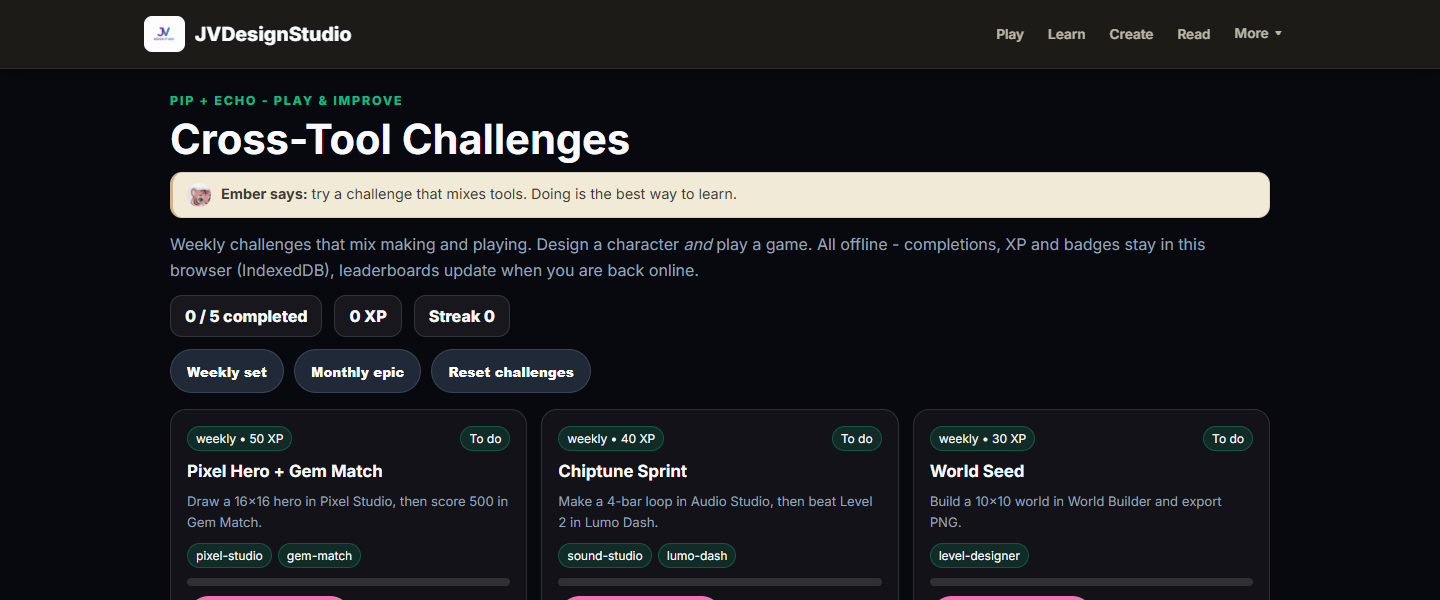 JVDesignStudio
Play
Learn
Create
Read
More
PIP + ECHO - PLAY & IMPROVE
Cross-Tool Challenges
Ember says: try a challenge that mixes tools. Doing is the best way to learn.
Weekly challenges that mix making and playing. Design a character and play a game. All offline - completions, XP and badges stay in this
browser (IndexedDB), leaderboards update when you are back online.
0 / 5 completed
0 XP
Streak 0
Weekly set
Monthly epic
Reset challenges
weekly • 50 XP
To do
Pixel Hero + Gem Match
Draw a 16×16 hero in Pixel Studio, then score 500 in
Gem Match.
pixel-studio
gem-match
weekly • 40 XP
To do
Chiptune Sprint
Make a 4-bar loop in Audio Studio, then beat Level
2 in Lumo Dash.
sound-studio
lumo-dash
weekly • 30 XP
To do
World Seed
Build a 10×10 world in World Builder and export
PNG.
level-designer